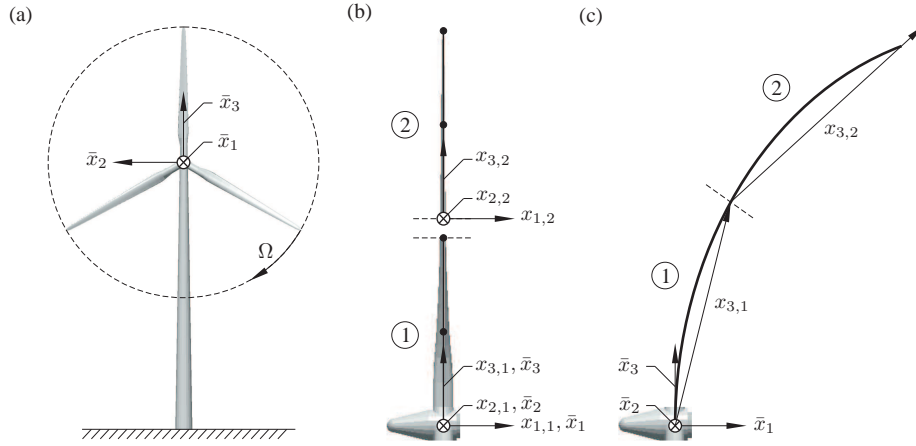 (a)
x̄₃
x̄₁
x̄₂
Ω
(b)
2
x₃,₂
x₂,₂
x₁,₂
1
x₃,₁, x̄₃
x₂,₁, x̄₂
x₁,₁, x̄₁
(c)
2
x₃,₂
1
x₃,₁
x̄₃
x̄₂
x̄₁